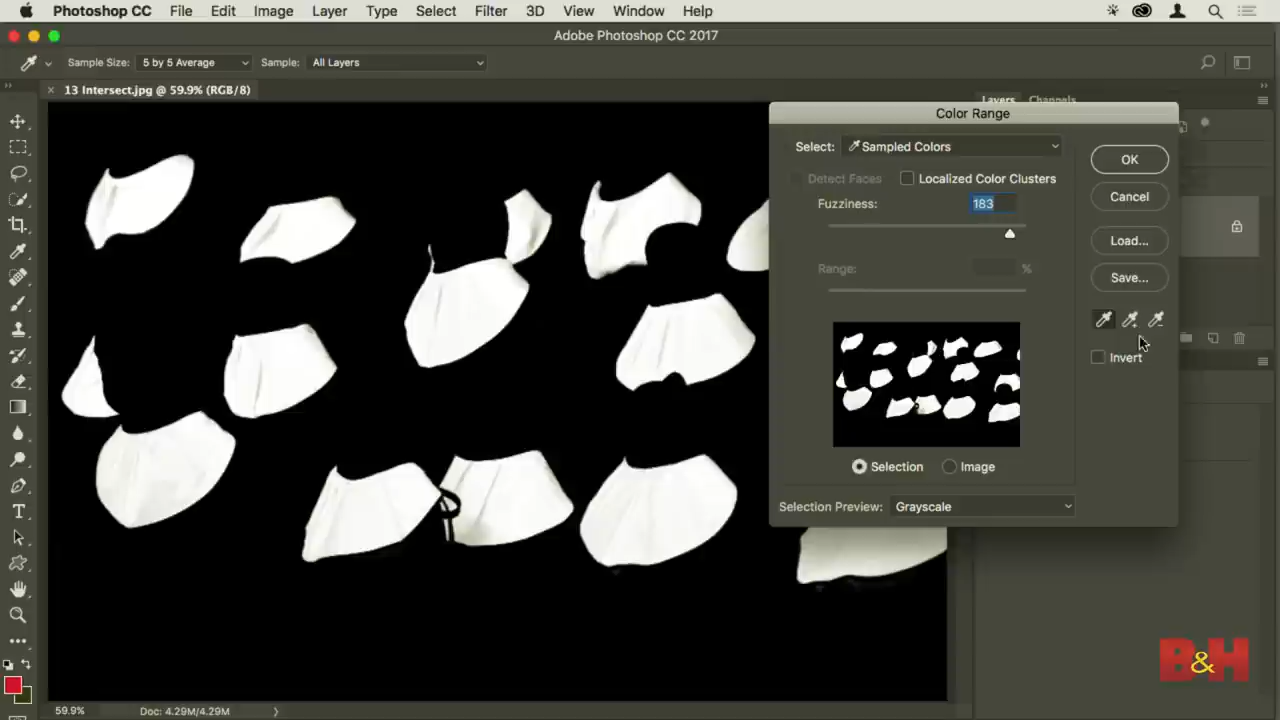 Photoshop CC File Edit Image Layer Type Select Filter 3D View Window Help
Adobe Photoshop CC 2017
Sample Size: 5 by 5 Average Sample: All Layers
× 13 Intersect.jpg @ 59.9% (RGB/8)
Layers Channels
Color Range
Select: Sampled Colors
OK
Detect Faces Localized Color Clusters
Fuzziness: 183
Cancel
Load...
Range: %
Save...
Invert
Selection Image
Selection Preview: Grayscale
T
B&H
59.9% Doc: 4.29M/4.29M